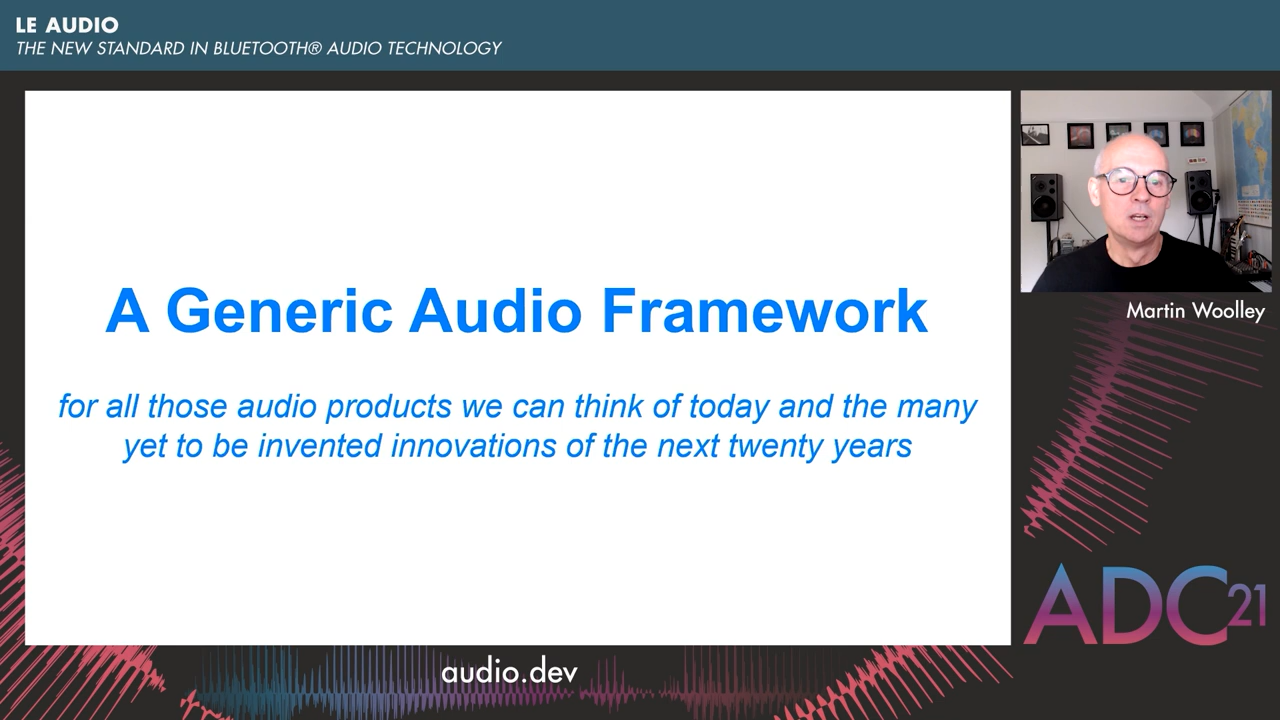 LE AUDIO
THE NEW STANDARD IN BLUETOOTH® AUDIO TECHNOLOGY
A Generic Audio Framework
for all those audio products we can think of today and the many
yet to be invented innovations of the next twenty years
Martin Woolley
ADC21
audio.dev